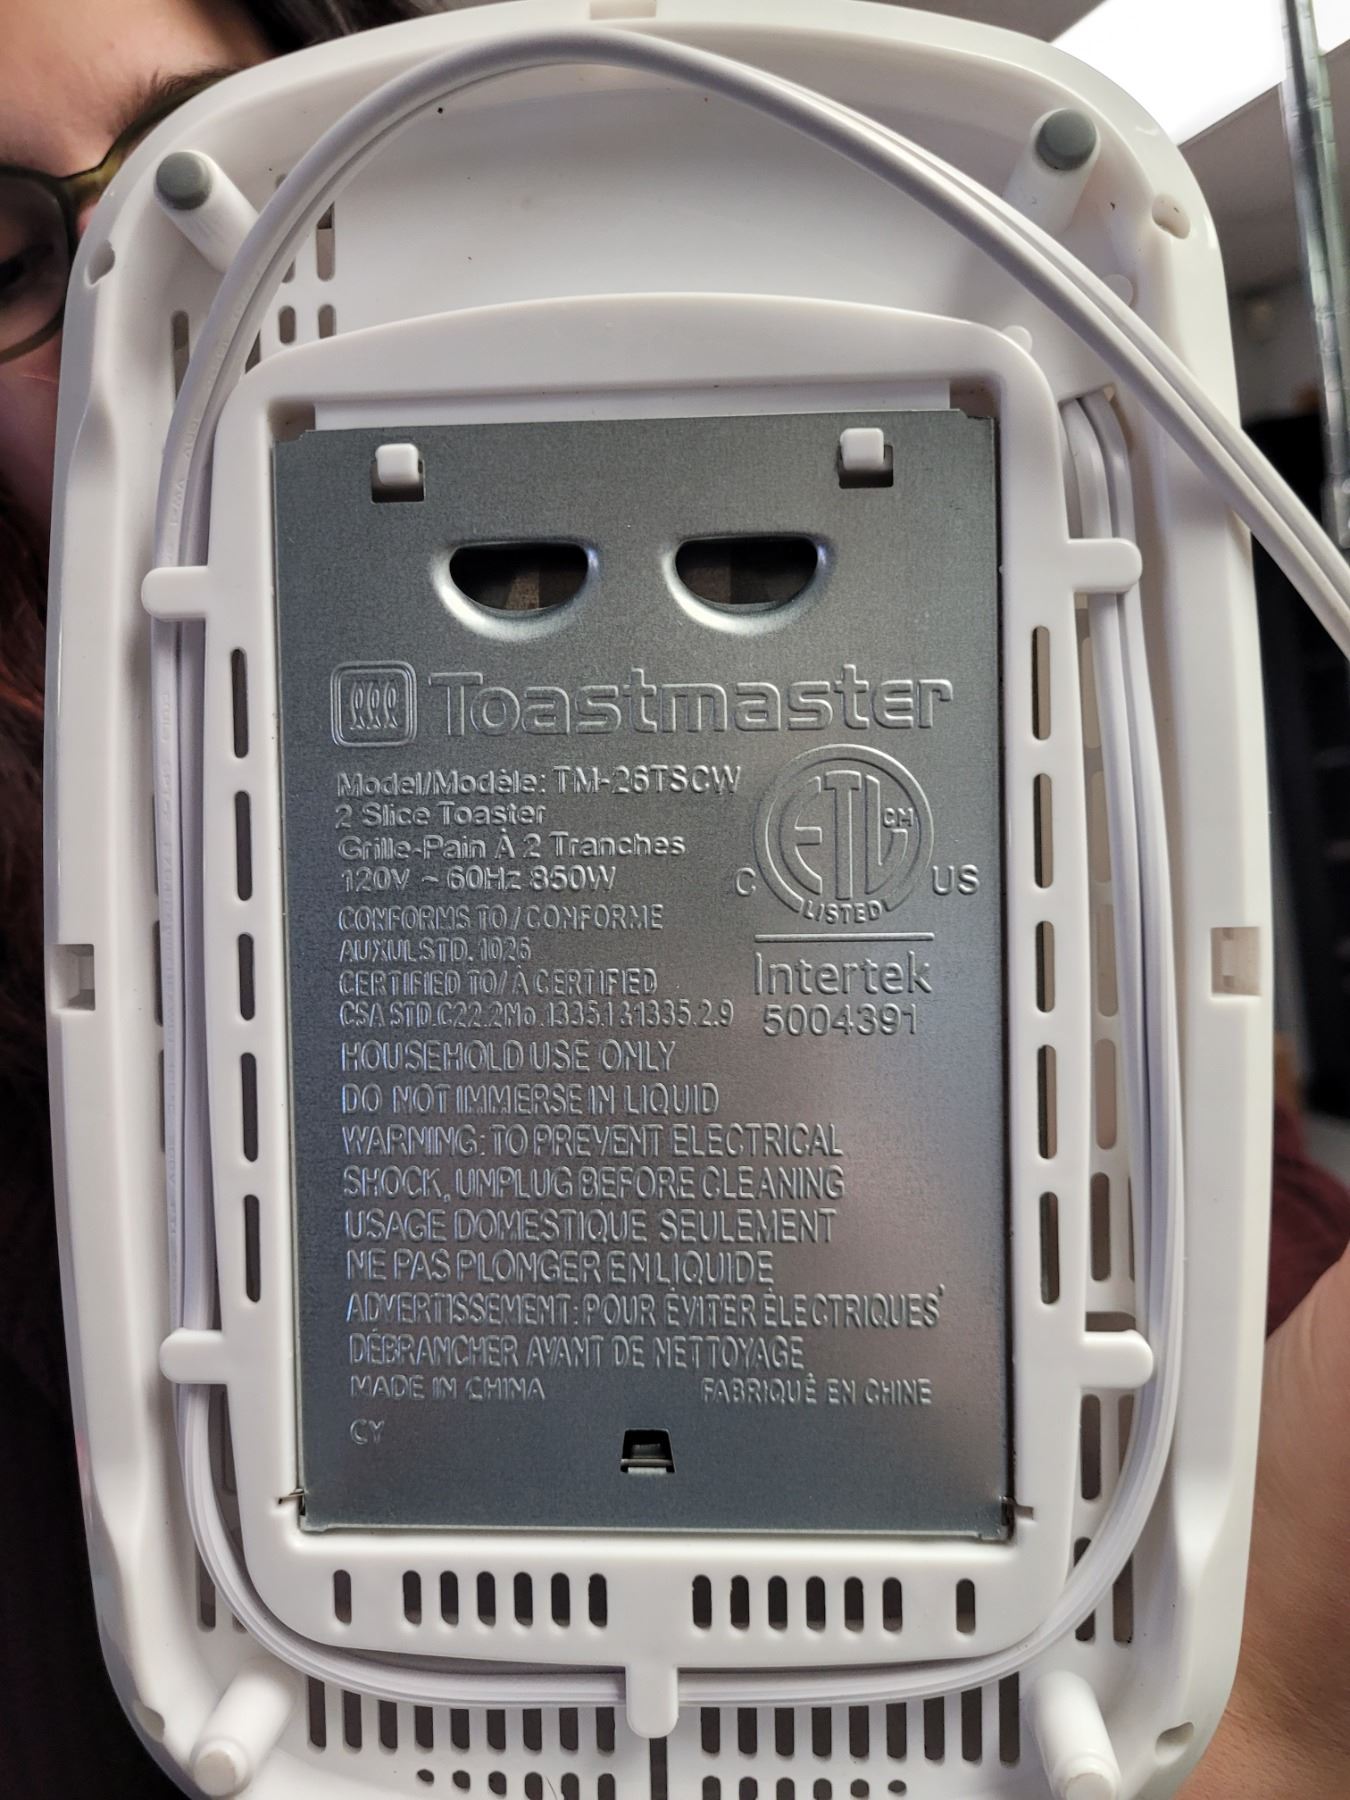 Toastmaster
Model/Modèle: TM-26TSCW
2 Slice Toaster
Grille-Pain À 2 Tranches
120V ~ 60Hz 850W
CONFORMS TO / CONFORME
AUXULSTD. 1026
CERTIFIED TO/ À CERTIFIED
CSA STD.C22.2No.1335.1&1335.2.9
ETL CM
LISTED
C US
Intertek
5004391
HOUSEHOLD USE ONLY
DO NOT IMMERSE IN LIQUID
WARNING: TO PREVENT ELECTRICAL
SHOCK, UNPLUG BEFORE CLEANING
USAGE DOMESTIQUE SEULEMENT
NE PAS PLONGER EN LIQUIDE
ADVERTISSEMENT: POUR ÉVITER ÉLECTRIQUES'
DÉBRANCHER AVANT DE NETTOYAGE
MADE IN CHINA FABRIQUÉ EN CHINE
CY